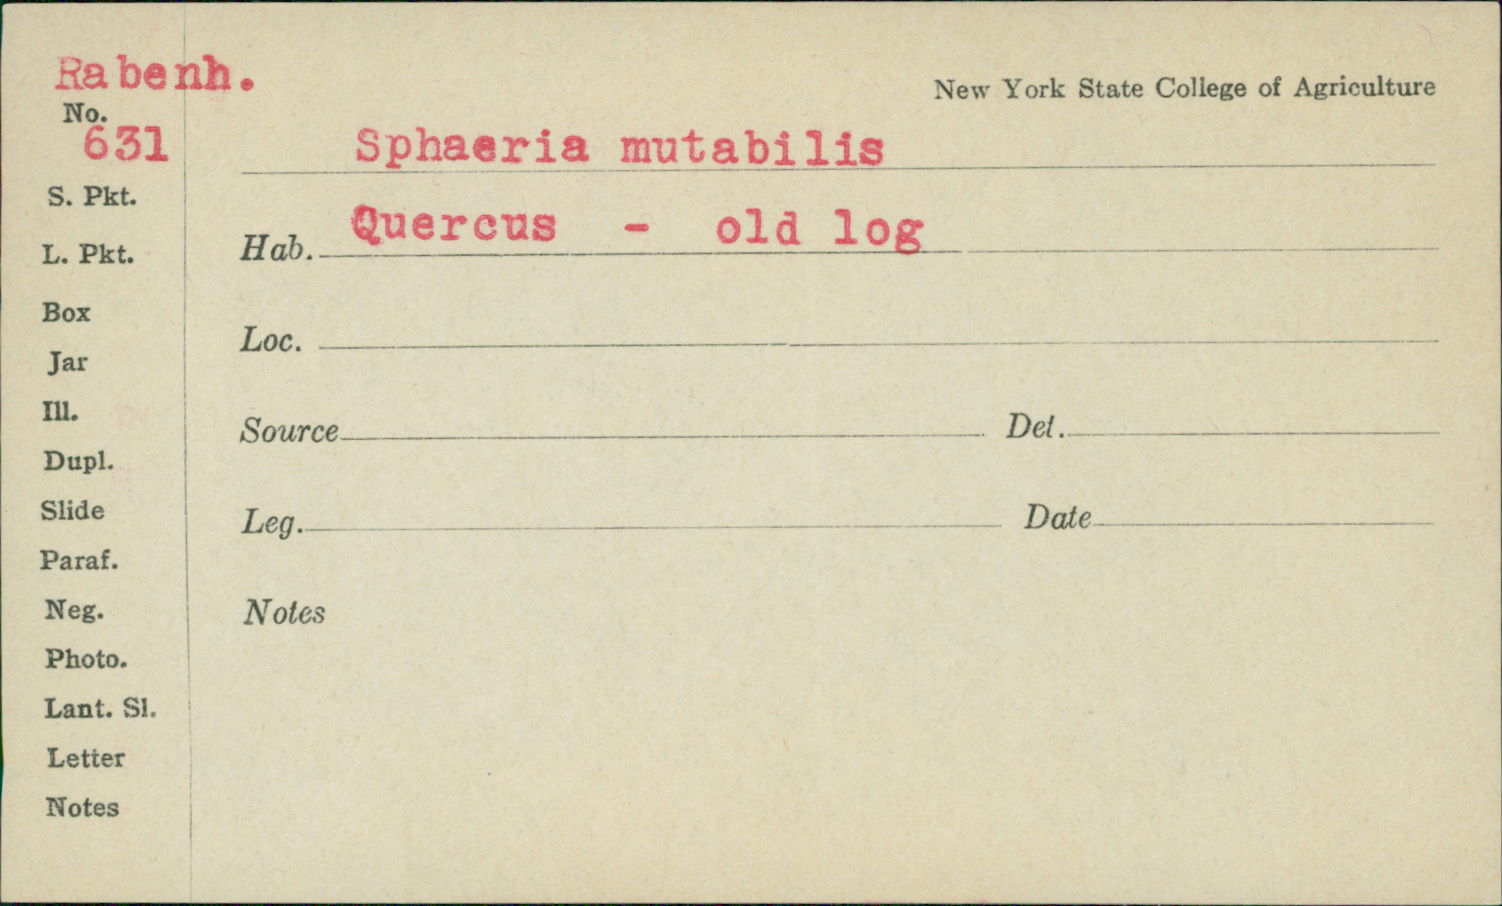 Rabenh.
New York State College of Agriculture
No.
631
Sphaeria mutabilis
S. Pkt.
Hab. Quercus - old log
L. Pkt.
Box
Loc.
Jar
Ill.
Source Det.
Dupl.
Slide
Leg. Date
Paraf.
Neg.
Notes
Photo.
Lant. Sl.
Letter
Notes